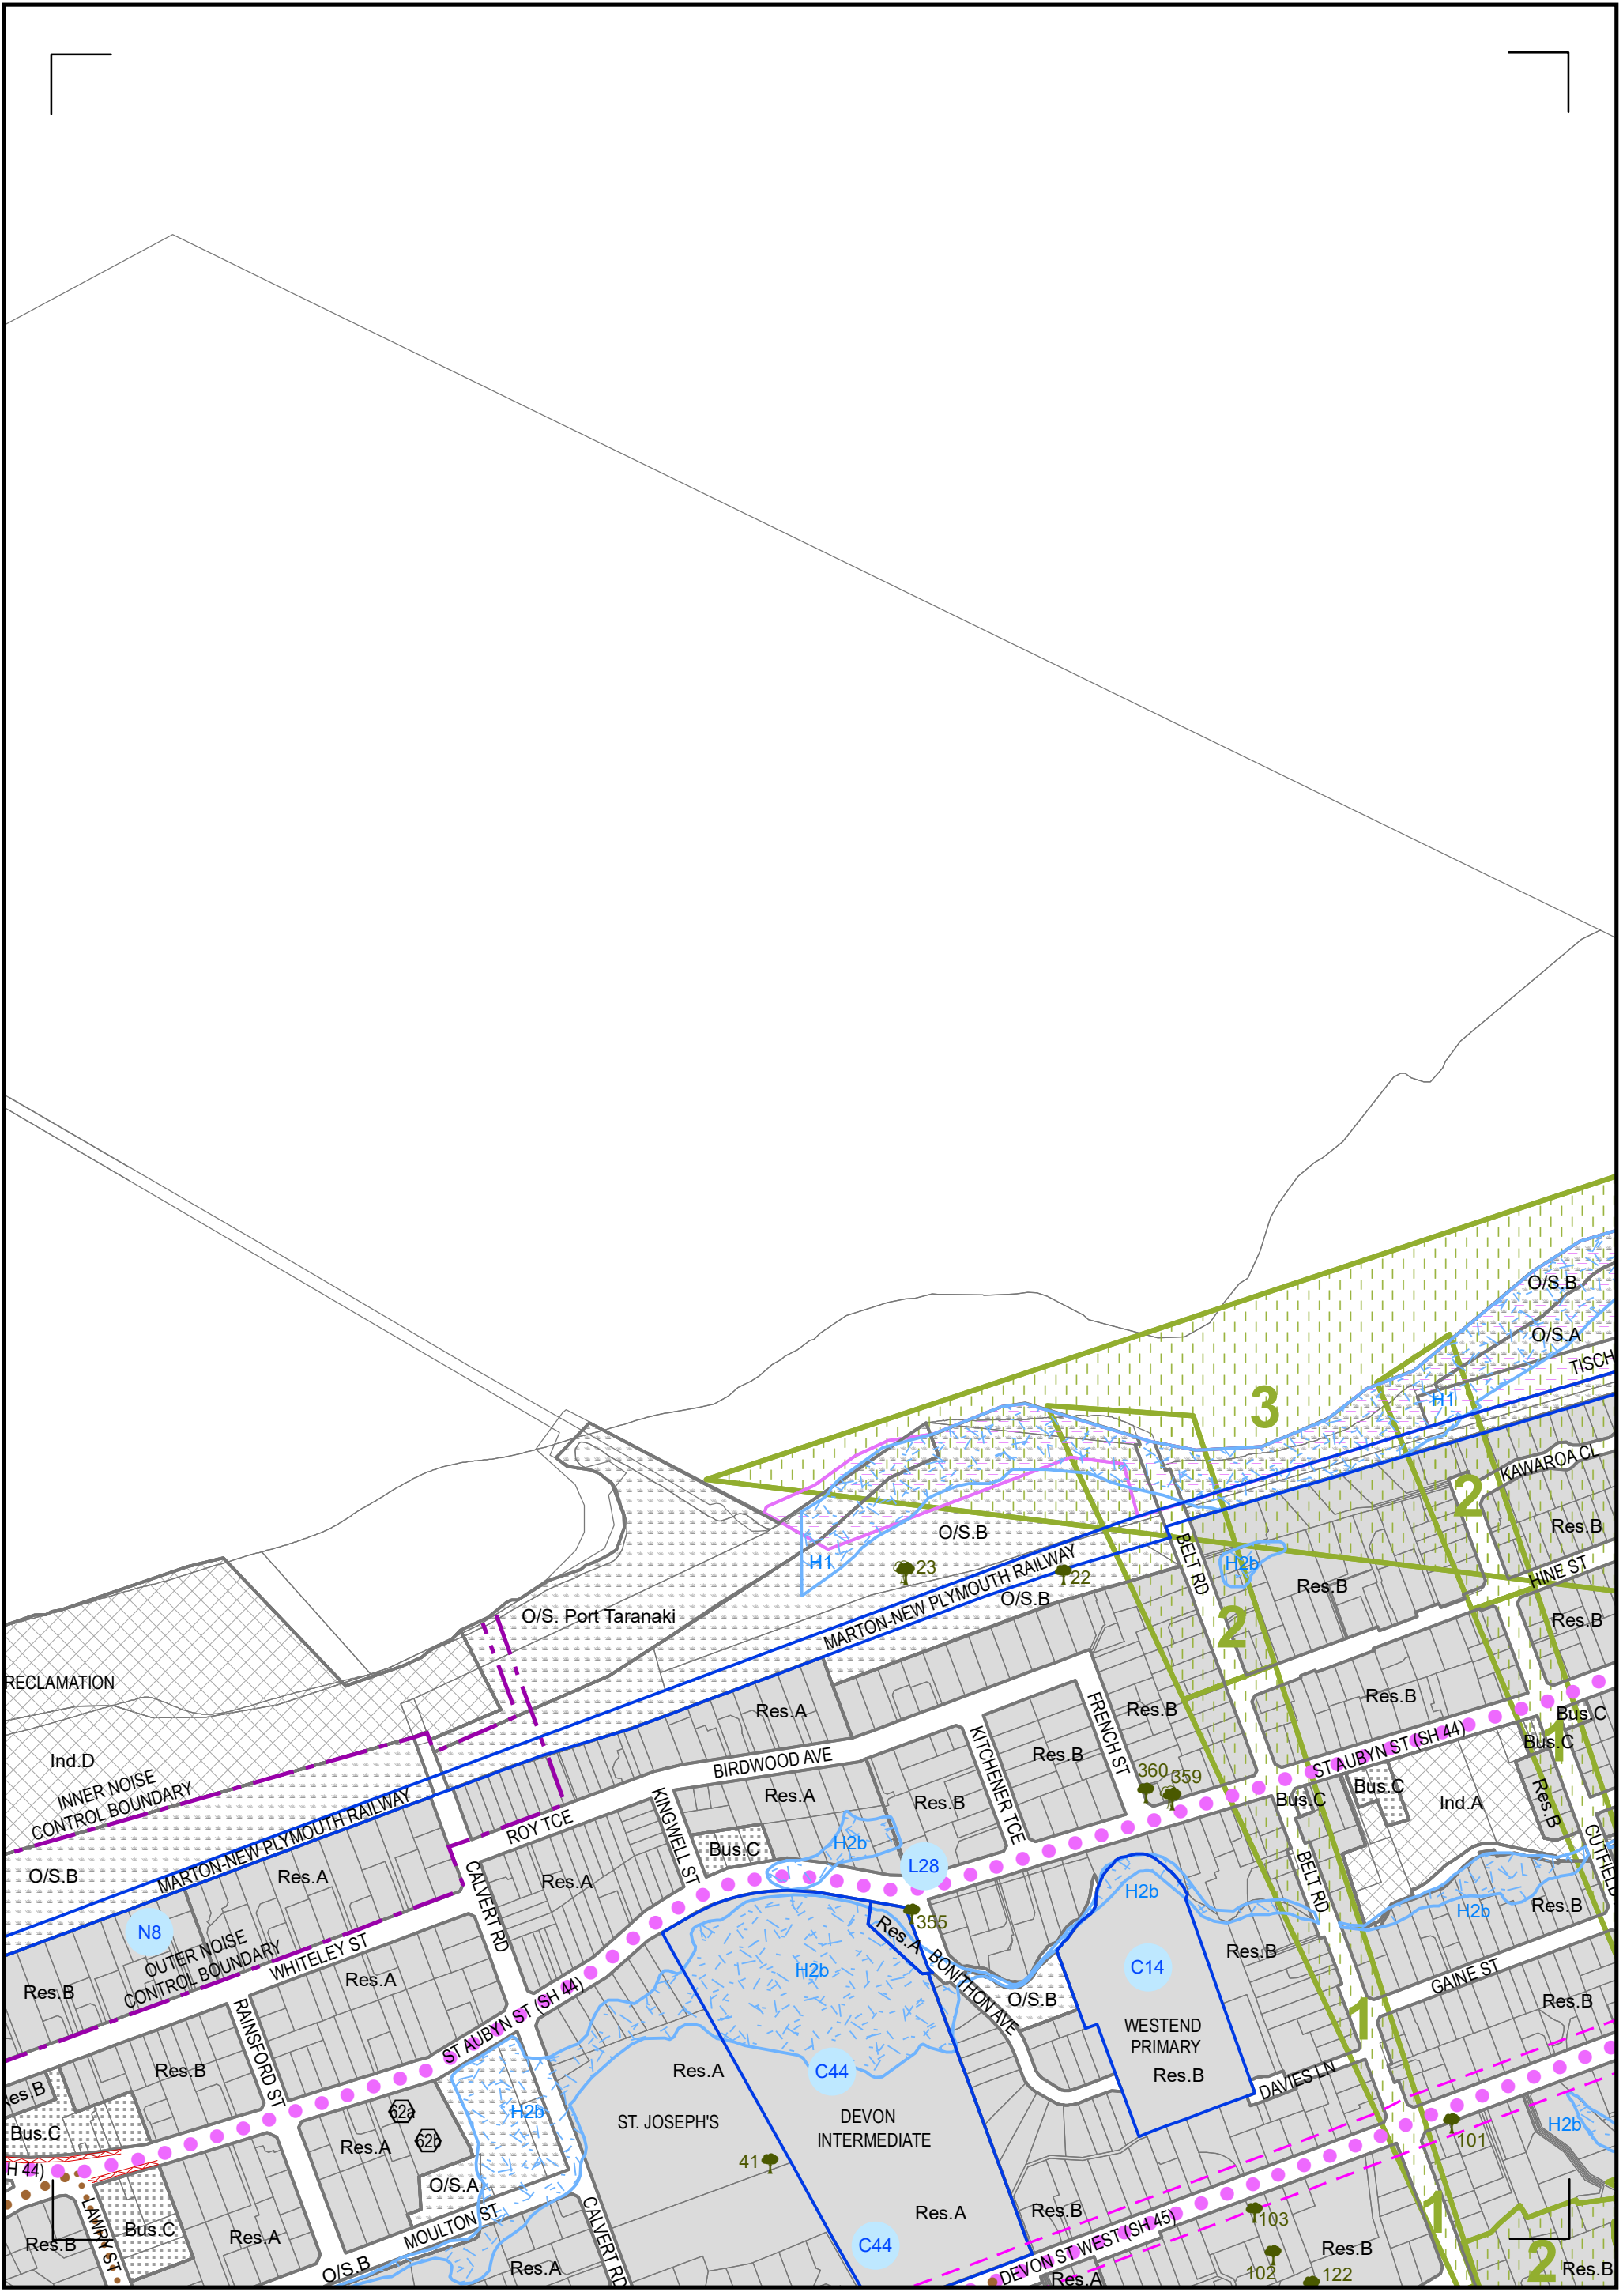 O/S.B
O/S.A
TISCH
3
H1
KAWAROA CL
2
O/S.B
Res.B
H1
23
MARTON-NEW PLYMOUTH RAILWAY
22
BELT RD
H2b
Res.B
HINE ST
O/S.B
O/S. Port Taranaki
2
Res.B
RECLAMATION
Res.A
FRENCH ST
Res.B
Res.B
Bus.C
Ind.D
BIRDWOOD AVE
KITCHENER TCE
Res.B
ST AUBYN ST (SH 44)
Bus.C
1
INNER NOISE
CONTROL BOUNDARY
MARTON-NEW PLYMOUTH RAILWAY
ROY TCE
KINGWELL ST
Res.A
Res.B
360
359
Bus.C
Bus.C
Ind.A
Res.B
CUTFIELD
O/S.B
Res.A
CALVERT RD
Res.A
Bus.C
H2b
L28
BELT RD
N8
355
H2b
H2b
Res.B
OUTER NOISE
CONTROL BOUNDARY
WHITELEY ST
Res.A
BONITHON AVE
Res.B
Res.B
Res.A
H2b
C14
GAINE ST
RAINSFORD ST
ST AUBYN ST (SH 44)
O/S.B
Res.B
WESTEND
PRIMARY
1
Res.B
Res.B
Res.A
C44
Res.B
DAVIES LN
62a
H2b
ST. JOSEPH'S
DEVON
INTERMEDIATE
H2b
Bus.C
62b
Res.A
101
H 44)
41
O/S.A
LAWRY ST
Bus.C
Res.A
MOULTON ST
CALVERT RD
Res.A
Res.B
DEVON ST WEST (SH 45)
103
1
Res.B
C44
Res.B
O/S.B
Res.A
Res.A
102
122
2
Res.B